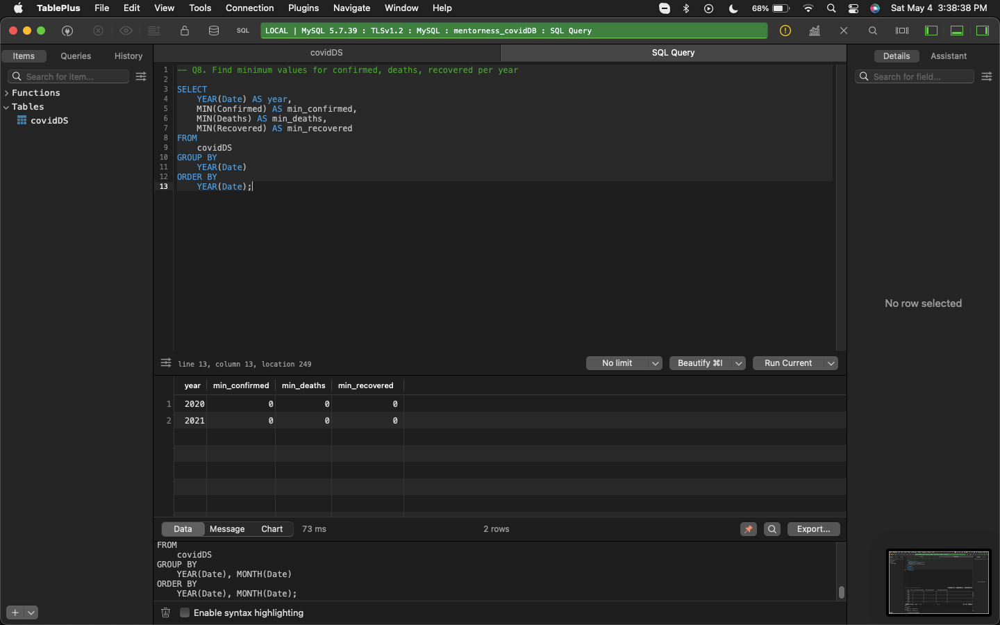 TablePlus File Edit View Tools Connection Plugins Navigate Window Help 68% Sat May 4 3:38:38 PM
SQL LOCAL | MySQL 5.7.39 : TLSv1.2 : MySQL : mentorness_covidDB : SQL Query
Items Queries History
Search for item...
Functions
Tables
covidDS
covidDS SQL Query
1 -- Q8. Find minimum values for confirmed, deaths, recovered per year
2
3 SELECT
4 YEAR(Date) AS year,
5 MIN(Confirmed) AS min_confirmed,
6 MIN(Deaths) AS min_deaths,
7 MIN(Recovered) AS min_recovered
8 FROM
9 covidDS
10 GROUP BY
11 YEAR(Date)
12 ORDER BY
13 YEAR(Date);
line 13, column 13, location 249
No limit Beautify ⌘I Run Current
year min_confirmed min_deaths min_recovered
1 2020 0 0 0
2 2021 0 0 0
Data Message Chart 73 ms 2 rows Export...
FROM
covidDS
GROUP BY
YEAR(Date), MONTH(Date)
ORDER BY
YEAR(Date), MONTH(Date);
Enable syntax highlighting
Details Assistant
Search for field...
No row selected